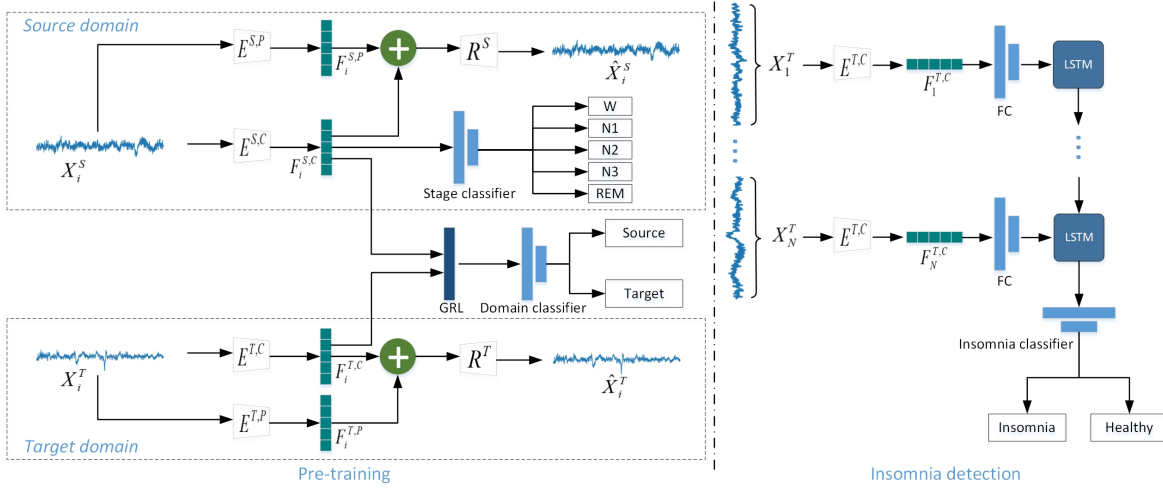 Source domain
E^{S,P}
F_i^{S,P}
R^S
\hat{X}_i^S
X_i^S
E^{S,C}
F_i^{S,C}
Stage classifier
W
N1
N2
N3
REM
GRL
Domain classifier
Source
Target
X_i^T
E^{T,C}
F_i^{T,C}
R^T
\hat{X}_i^T
E^{T,P}
F_i^{T,P}
Target domain
Pre-training
X_1^T
E^{T,C}
F_1^{T,C}
FC
LSTM
X_N^T
E^{T,C}
F_N^{T,C}
FC
LSTM
Insomnia classifier
Insomnia
Healthy
Insomnia detection